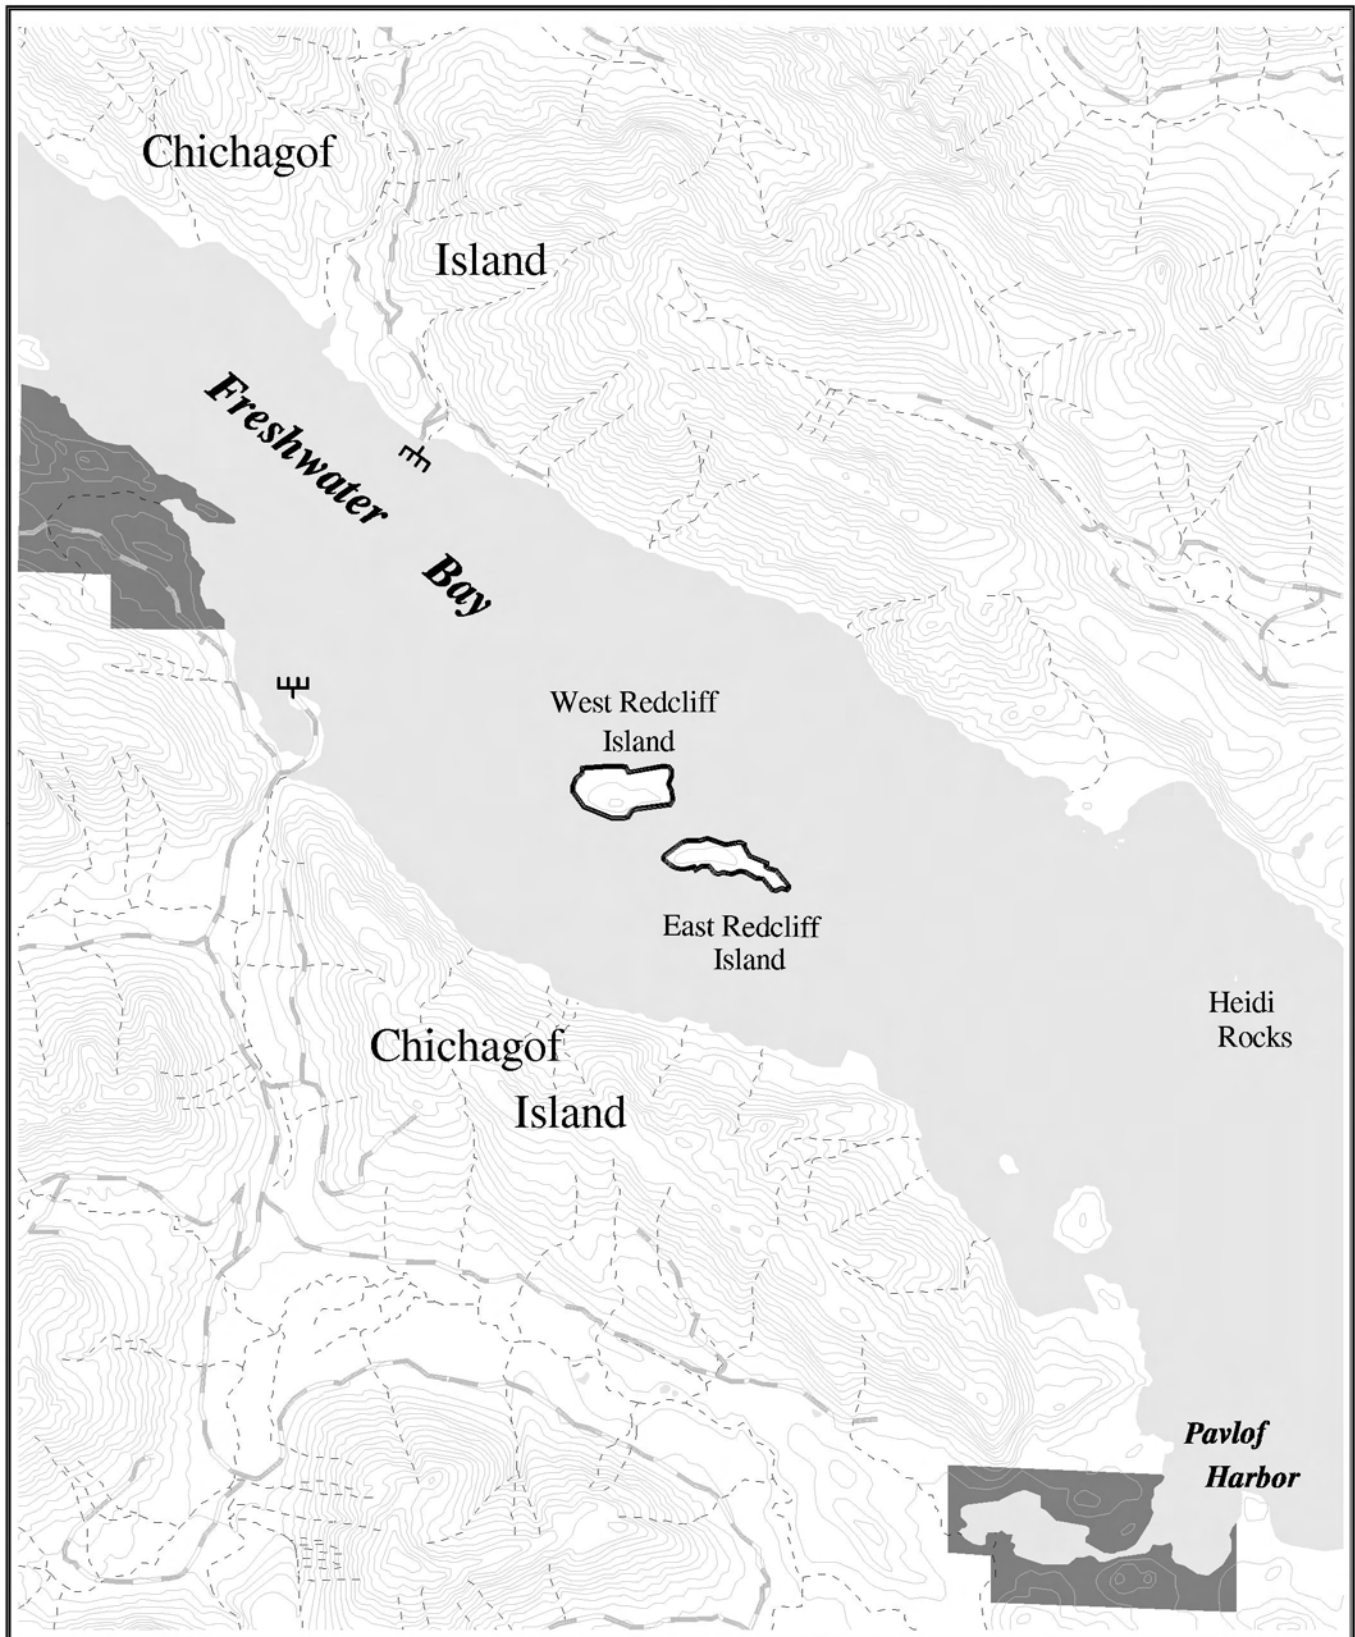 Chichagof
Island
Freshwater
Bay
West Redcliff
Island
East Redcliff
Island
Heidi
Rocks
Chichagof
Island
Pavlof
Harbor